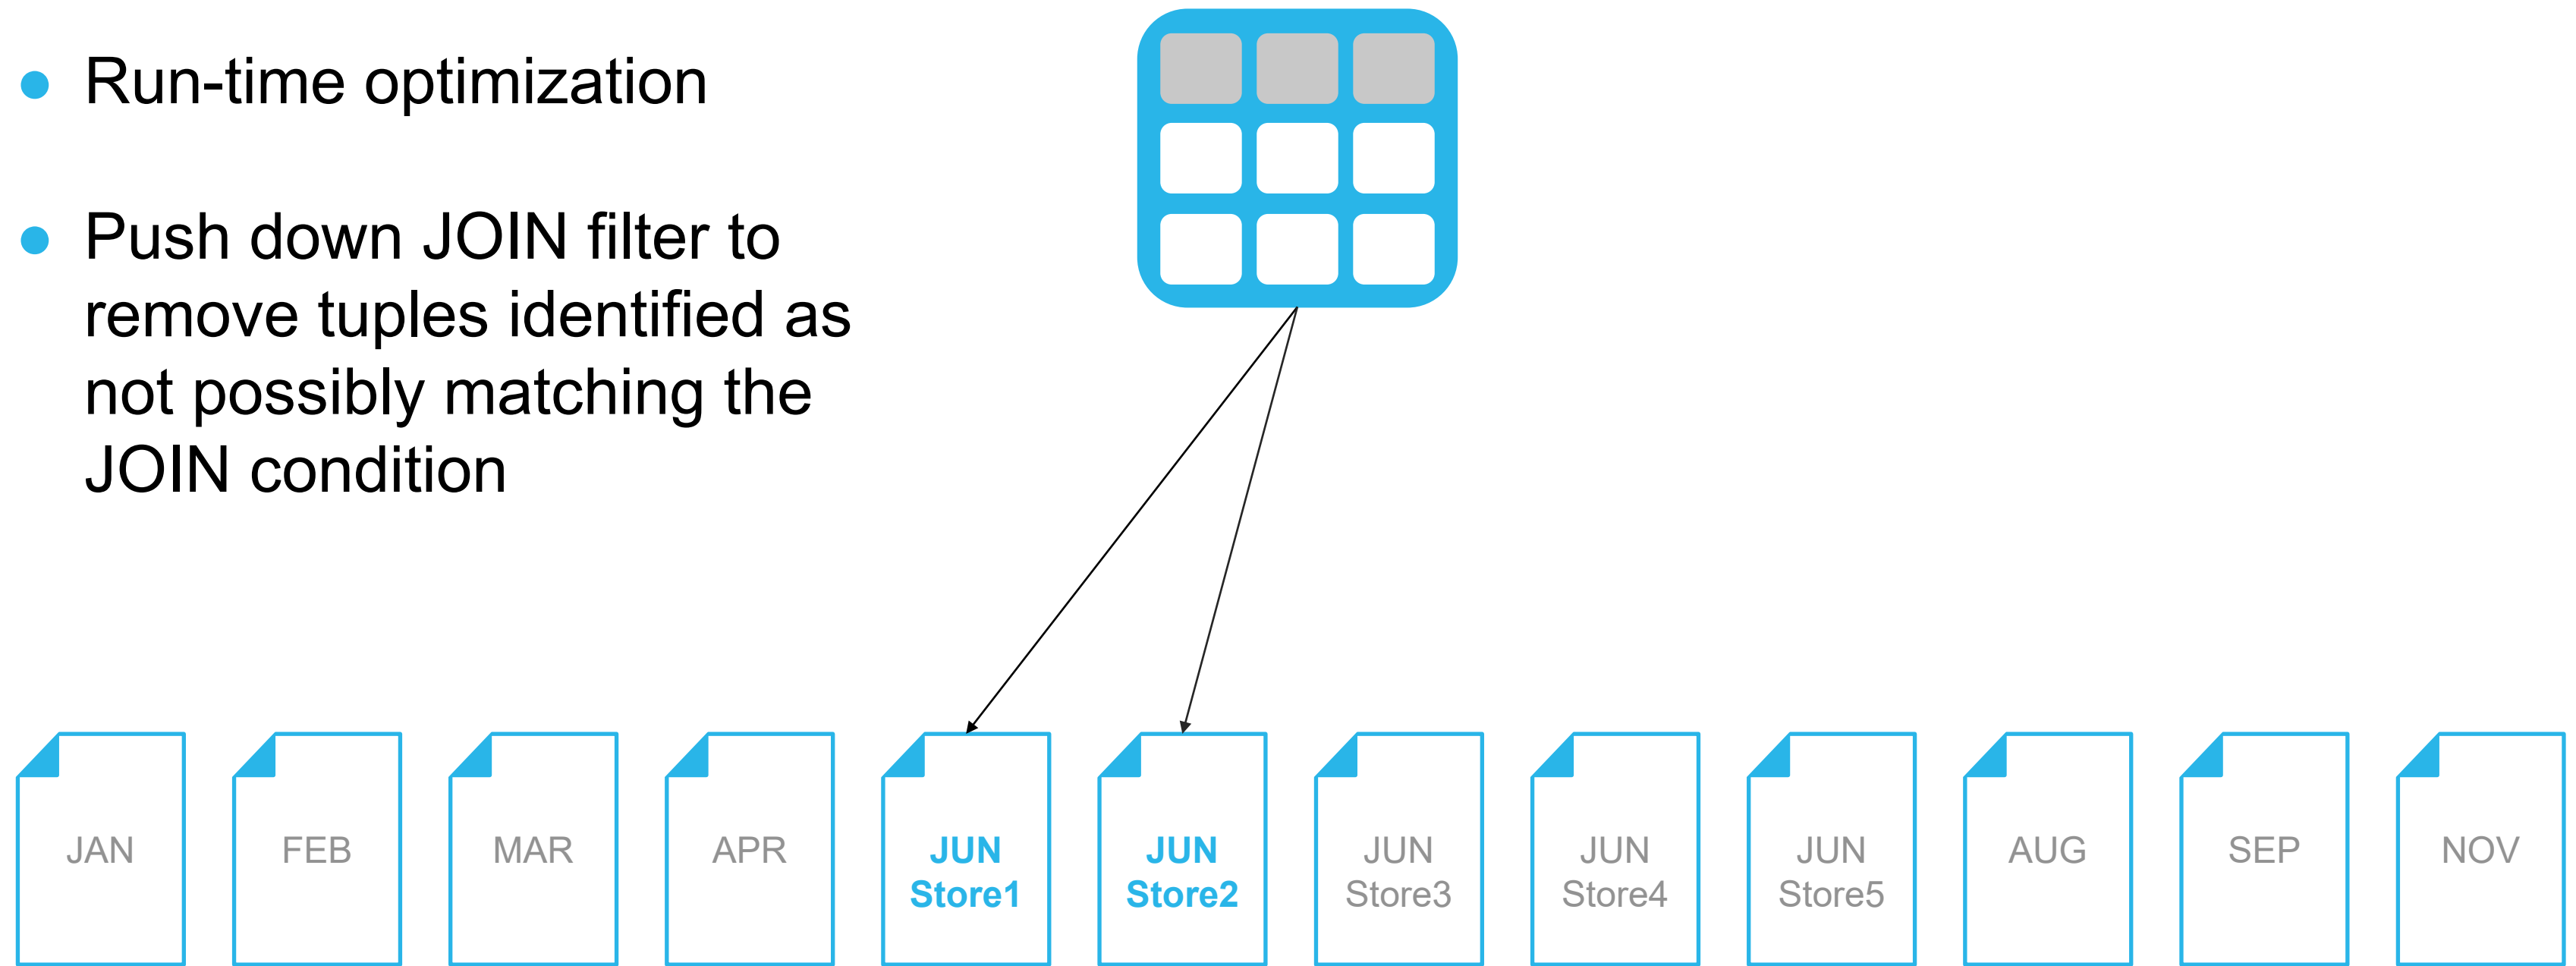 Run-time optimization
Push down JOIN filter to
remove tuples identified as
not possibly matching the
JOIN condition
JAN
FEB
MAR
APR
JUN
Store1
JUN
Store2
JUN
Store3
JUN
Store4
JUN
Store5
AUG
SEP
NOV